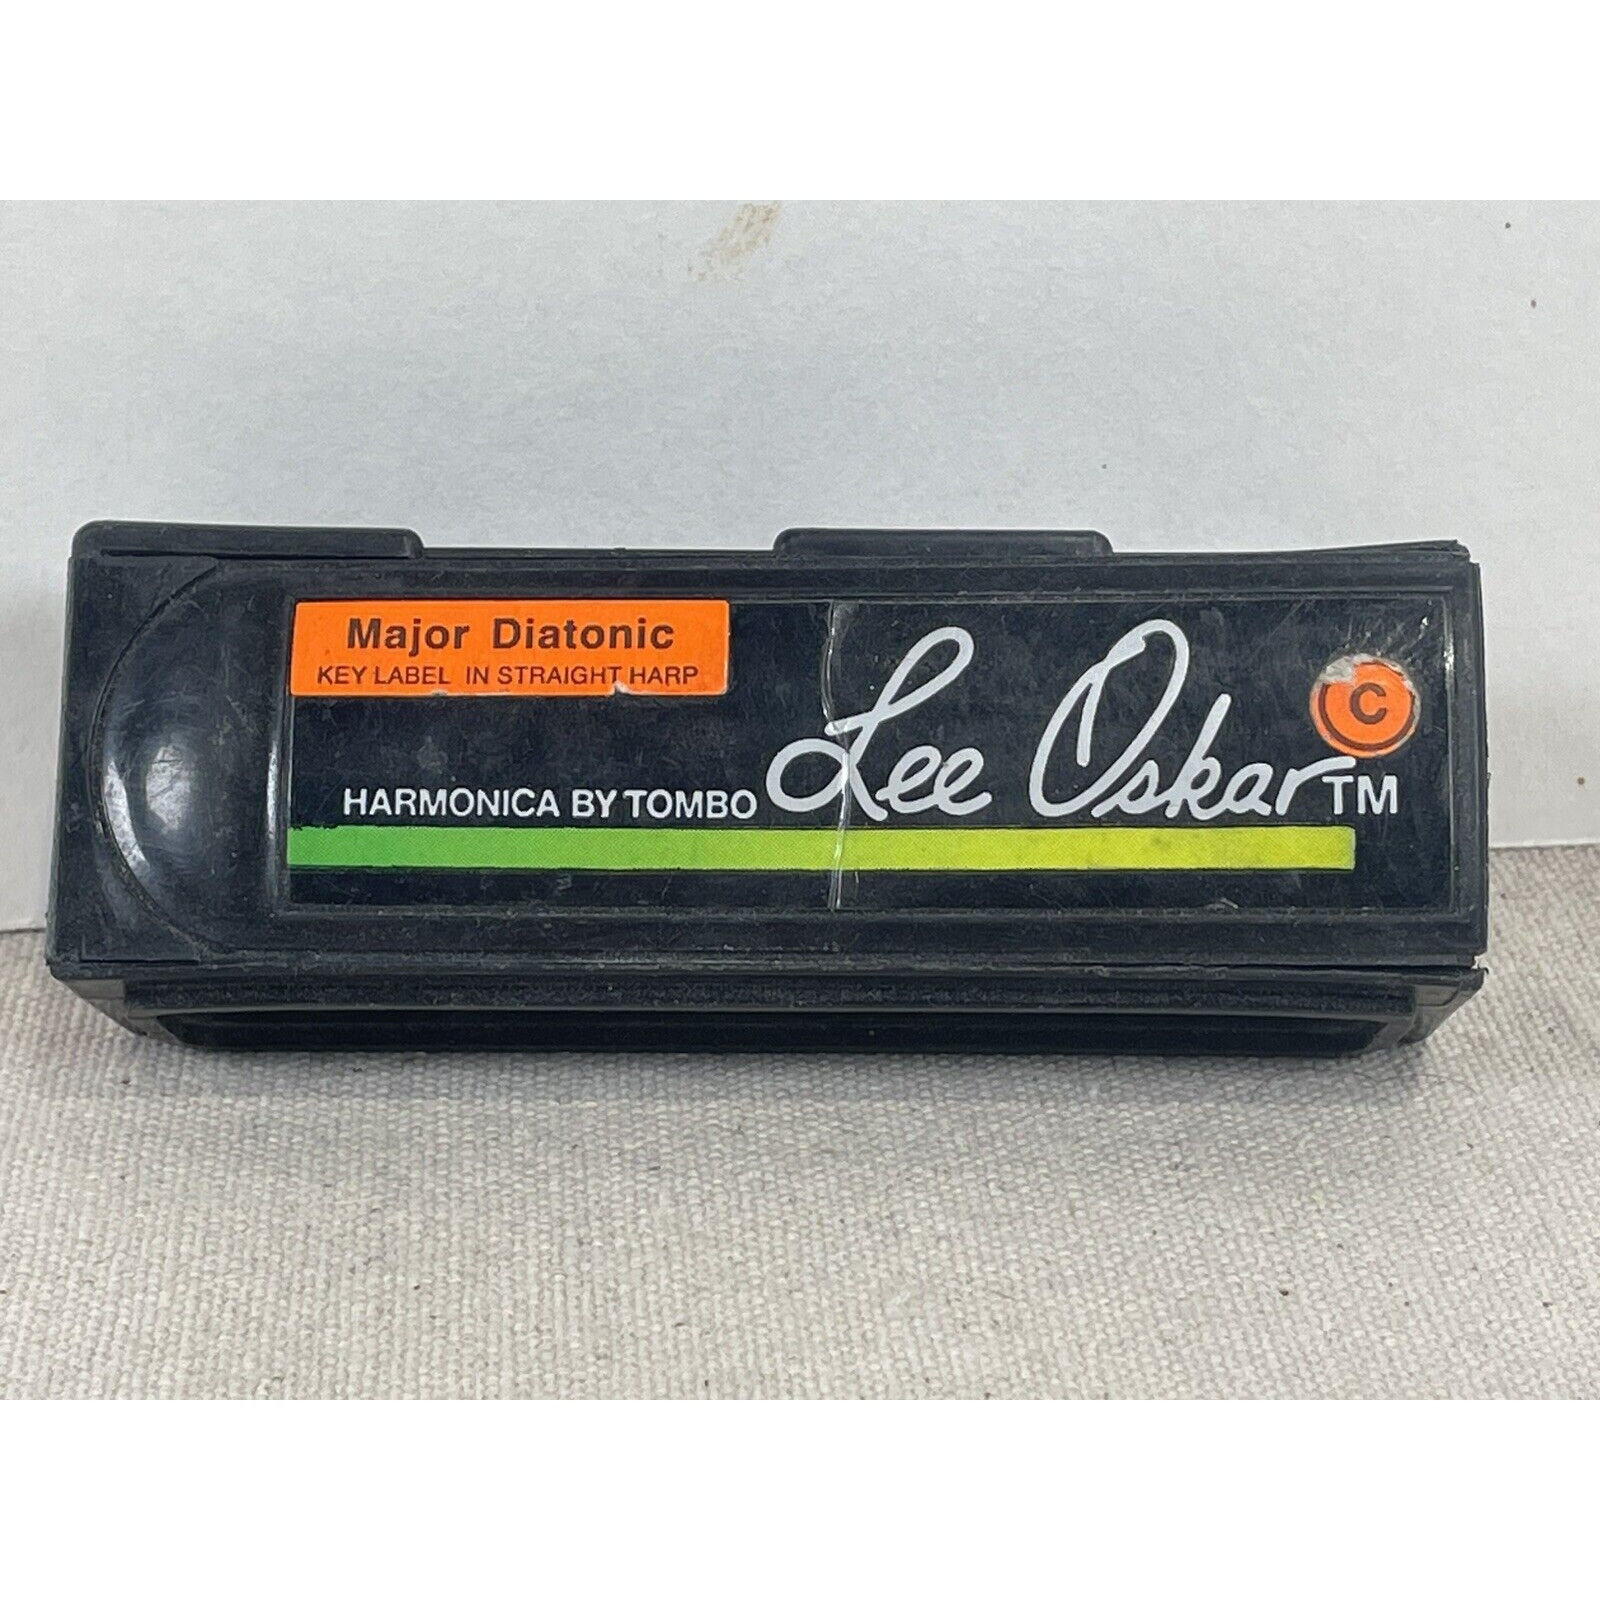 Major Diatonic
KEY LABEL IN STRAIGHT HARP
C
HARMONICA BY TOMBO Lee Oskar TM